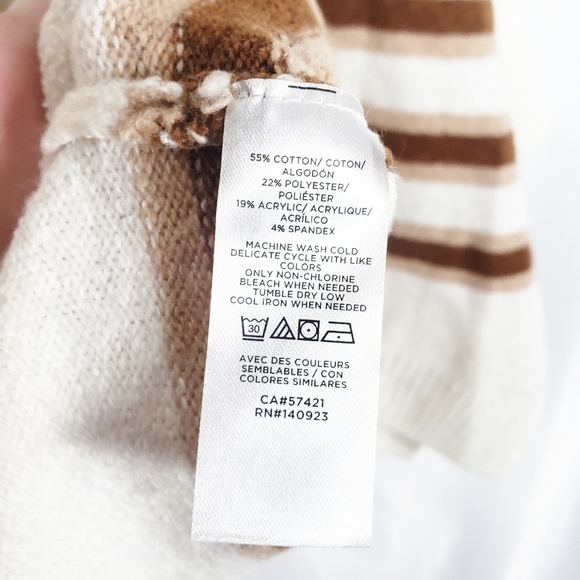 55% COTTON/ COTON/
ALGODÓN
22% POLYESTER/
POLIÉSTER
19% ACRYLIC/ ACRYLIQUE/
ACRÍLICO
4% SPANDEX
MACHINE WASH COLD
DELICATE CYCLE WITH LIKE
COLORS
ONLY NON-CHLORINE
BLEACH WHEN NEEDED
TUMBLE DRY LOW
COOL IRON WHEN NEEDED
30
AVEC DES COULEURS
SEMBLABLES / CON
COLORES SIMILARES
CA#57421
RN#140923